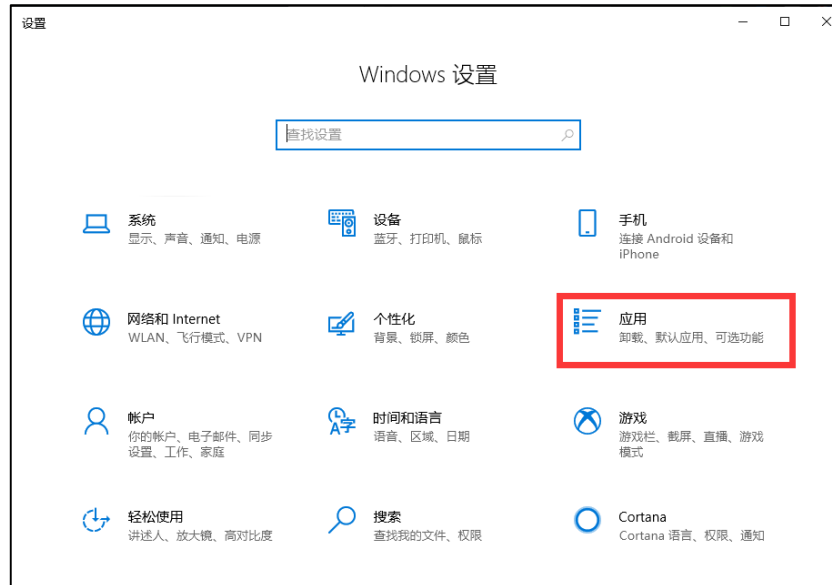 设置
Windows 设置
查找设置
系统
显示、声音、通知、电源
设备
蓝牙、打印机、鼠标
手机
连接 Android 设备和
iPhone
网络和 Internet
WLAN、飞行模式、VPN
个性化
背景、锁屏、颜色
应用
卸载、默认应用、可选功能
帐户
你的帐户、电子邮件、同步
设置、工作、家庭
时间和语言
语音、区域、日期
游戏
游戏栏、截屏、直播、游戏
模式
轻松使用
讲述人、放大镜、高对比度
搜索
查找我的文件、权限
Cortana
Cortana 语言、权限、通知